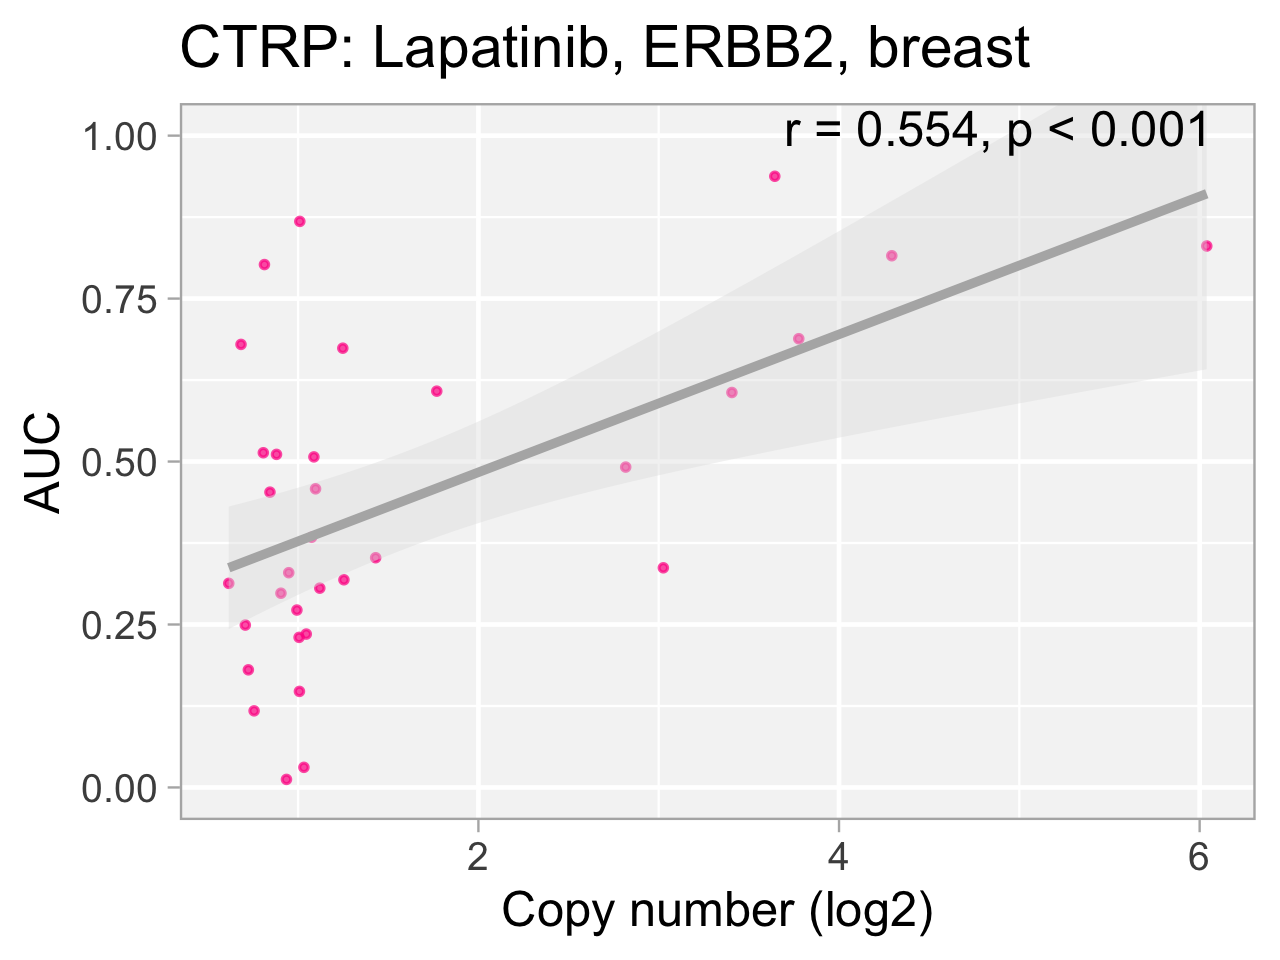 CTRP: Lapatinib, ERBB2, breast
r = 0.554, p < 0.001
1.00
0.75
0.50
0.25
0.00
AUC
2 4 6
Copy number (log2)